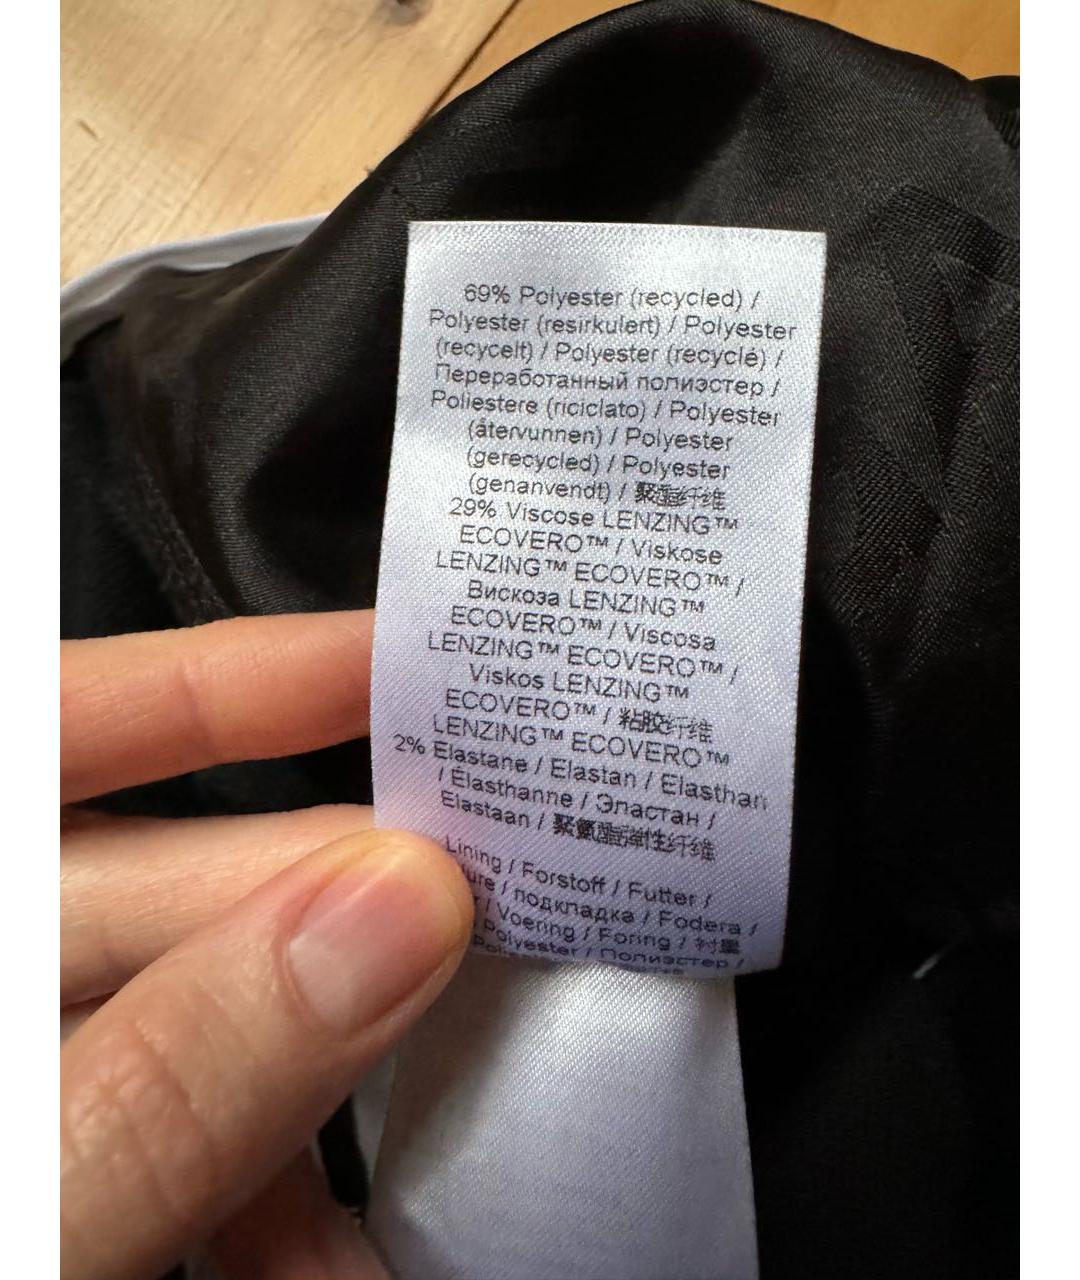 69% Polyester (recycled) /
Polyester (resirkulert) / Polyester
(recycelt) / Polyester (recyclé) /
Переработанный полиэстер /
Poliestere (riciclato) / Polyester
(återvunnen) / Polyester
(gerecycled) / Polyester
(genanvendt) / 聚酯纤维
29% Viscose LENZING™
ECOVERO™ / Viskose
LENZING™ ECOVERO™ /
Вискоза LENZING™
ECOVERO™ / Viscosa
LENZING™ ECOVERO™ /
Viskos LENZING™
ECOVERO™ / 粘胶纤维
LENZING™ ECOVERO™
2% Elastane / Elastan / Elasthan
/ Élasthanne / Эластан /
Elastaan / 聚氨酯弹性纤维
Lining / Forstoff / Futter /
/ подкладка / Fodera /
/ Voering / Foring / 衬里
Polyester / Полиэстер /